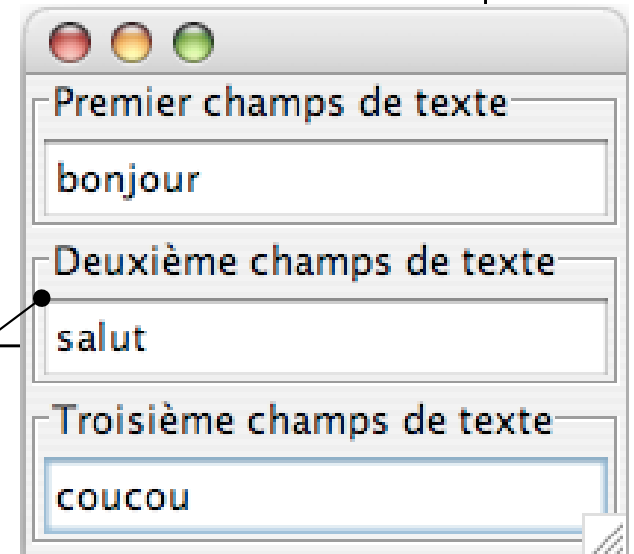 Premier champs de texte
bonjour
Deuxième champs de texte
salut
Troisième champs de texte
coucou